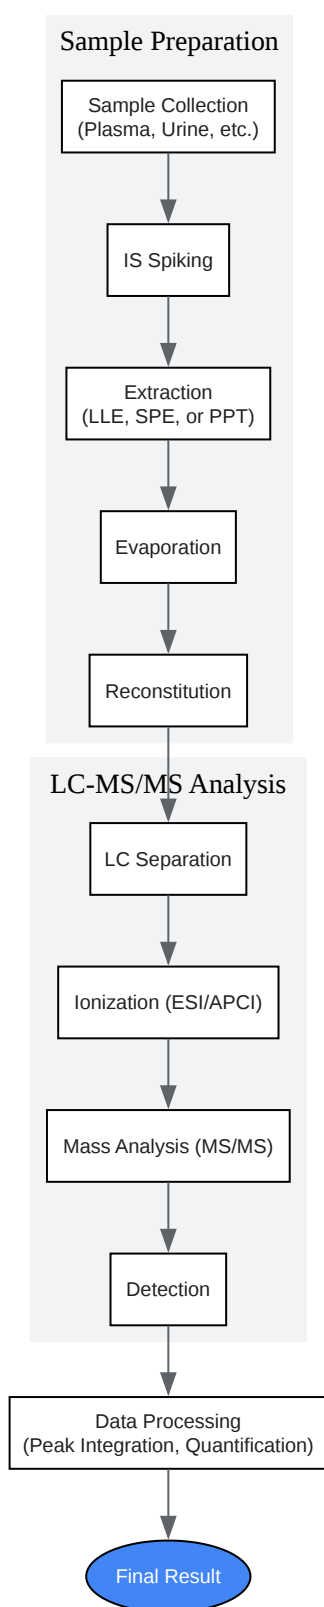 Sample Preparation
Sample Collection
(Plasma, Urine, etc.)
IS Spiking
Extraction
(LLE, SPE, or PPT)
Evaporation
Reconstitution
LC-MS/MS Analysis
LC Separation
Ionization (ESI/APCI)
Mass Analysis (MS/MS)
Detection
Data Processing
(Peak Integration, Quantification)
Final Result